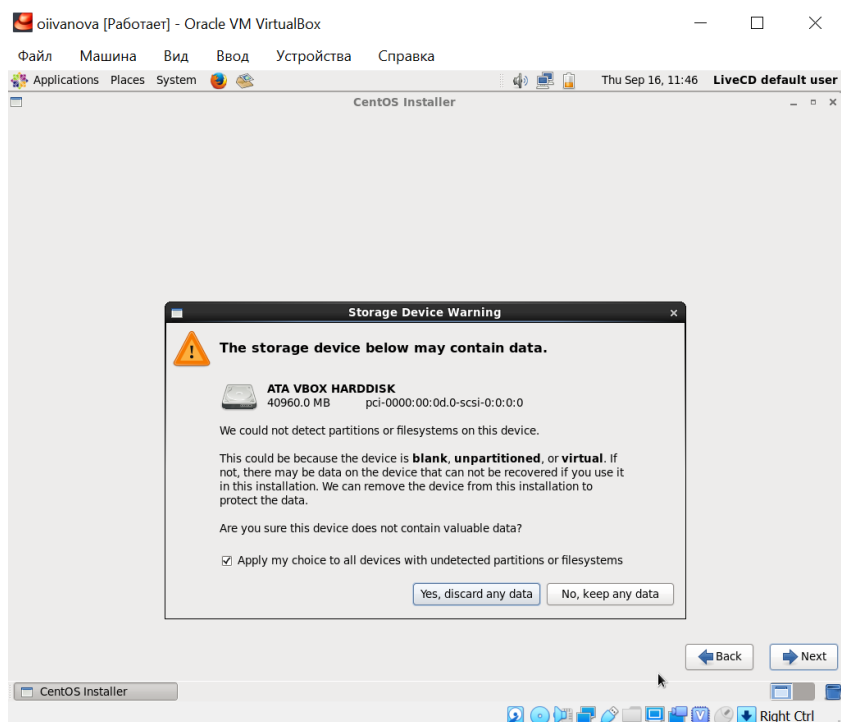 oiivanova [Работает] - Oracle VM VirtualBox
Файл Машина Вид Ввод Устройства Справка
Applications Places System Thu Sep 16, 11:46 LiveCD default user
CentOS Installer
Storage Device Warning
The storage device below may contain data.
ATA VBOX HARDDISK
40960.0 MB pci-0000:00:0d.0-scsi-0:0:0:0
We could not detect partitions or filesystems on this device.
This could be because the device is blank, unpartitioned, or virtual. If
not, there may be data on the device that can not be recovered if you use it
in this installation. We can remove the device from this installation to
protect the data.
Are you sure this device does not contain valuable data?
Apply my choice to all devices with undetected partitions or filesystems
Yes, discard any data No, keep any data
Back Next
CentOS Installer
Right Ctrl